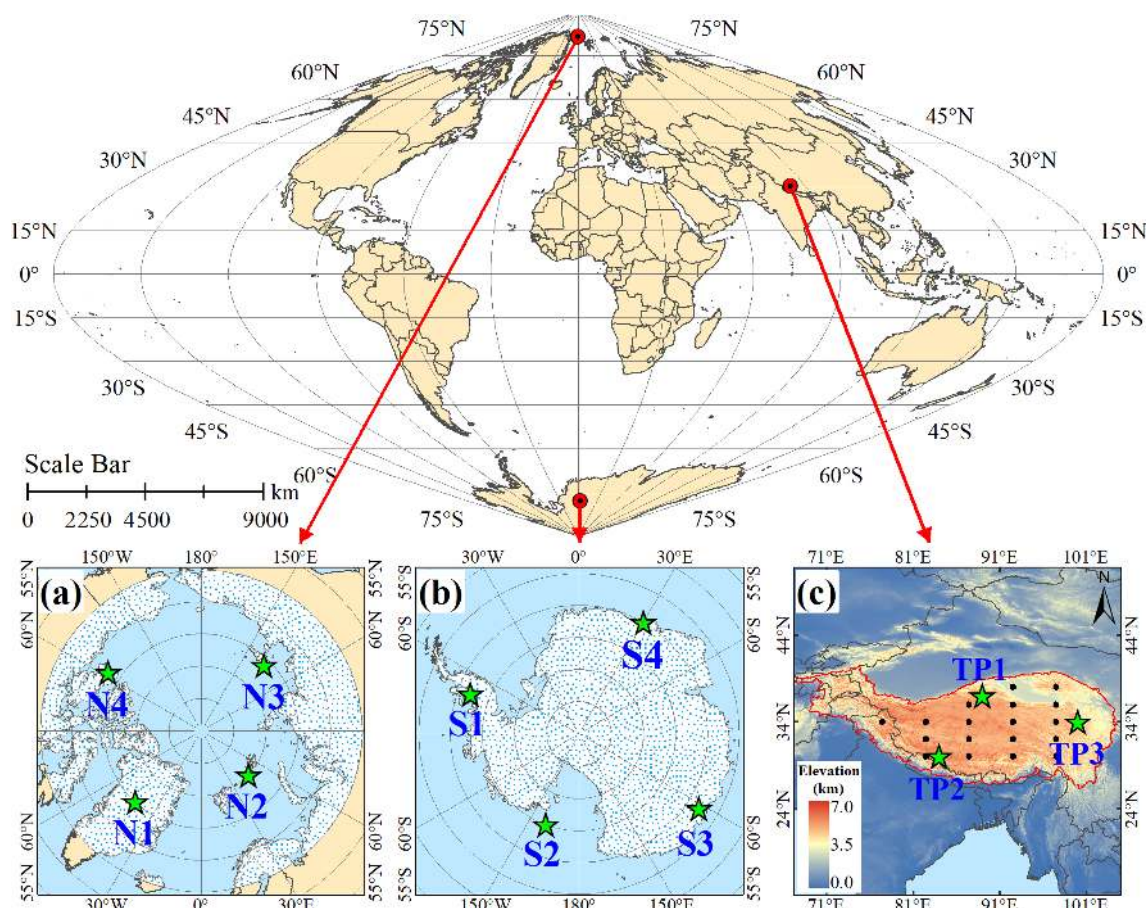 75°N 75°N
60°N 60°N
45°N 45°N
30°N 30°N
15°N 15°N
0° 0°
15°S 15°S
30°S 30°S
45°S 45°S
60°S 60°S
75°S 75°S
Scale Bar
km
0 2250 4500 9000
150°W 180° 150°E
55°N 55°N
60°N 60°N
(a)
N4 N3
N2
N1
60°N 60°N
55°N 55°N
30°W 0° 30°E
30°W 0° 30°E
55°S 55°S
60°S 60°S
(b)
S4
S1
S2 S3
60°S 60°S
55°S 55°S
150°W 180° 150°E
71°E 81°E 91°E 101°E
(c)
N
44°N 44°N
34°N 34°N
24°N 24°N
TP1
TP3
TP2
Elevation
(km)
7.0
3.5
0.0
71°E 81°E 91°E 101°E